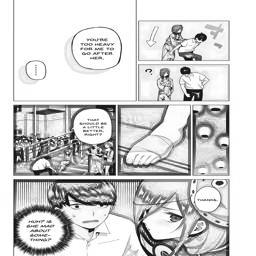 YOU'RE
TOO HEAVY
FOR ME TO
GO AFTER
HER.
...
?
THAT
SHOULD BE
A LITTLE
BETTER,
RIGHT?
THANKS.
HUH? IS
SHE MAD
ABOUT
SOME-
THING?